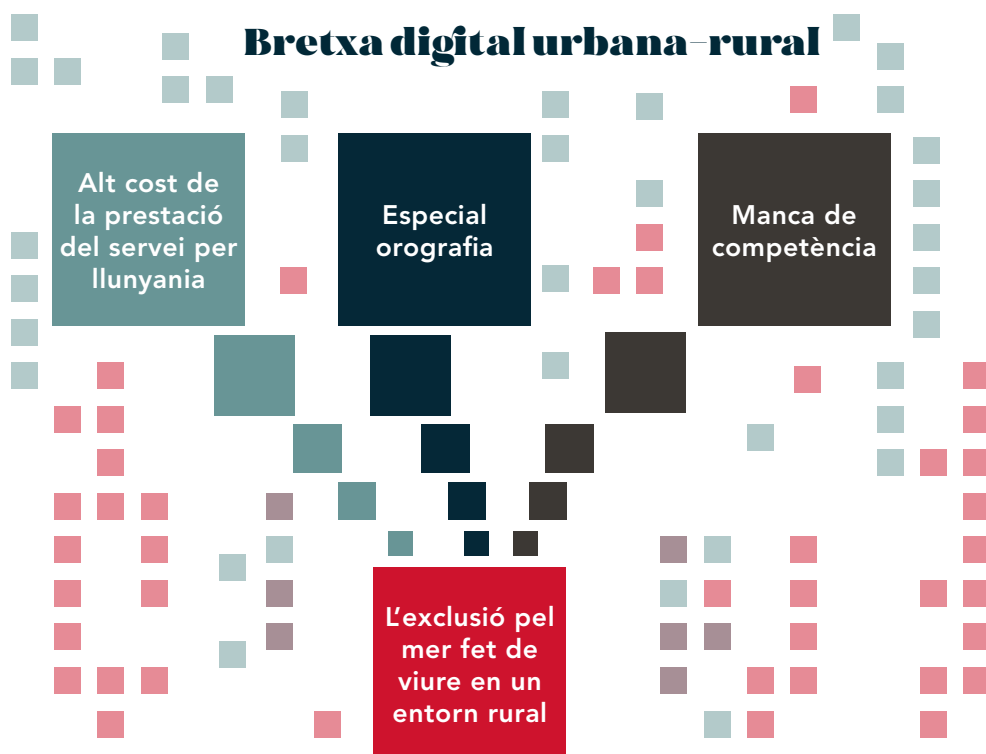 Bretxa digital urbana–rural
Alt cost de
la prestació
del servei per
llunyania
Especial
orografia
Manca de
competència
L’exclusió pel
mer fet de
viure en un
entorn rural